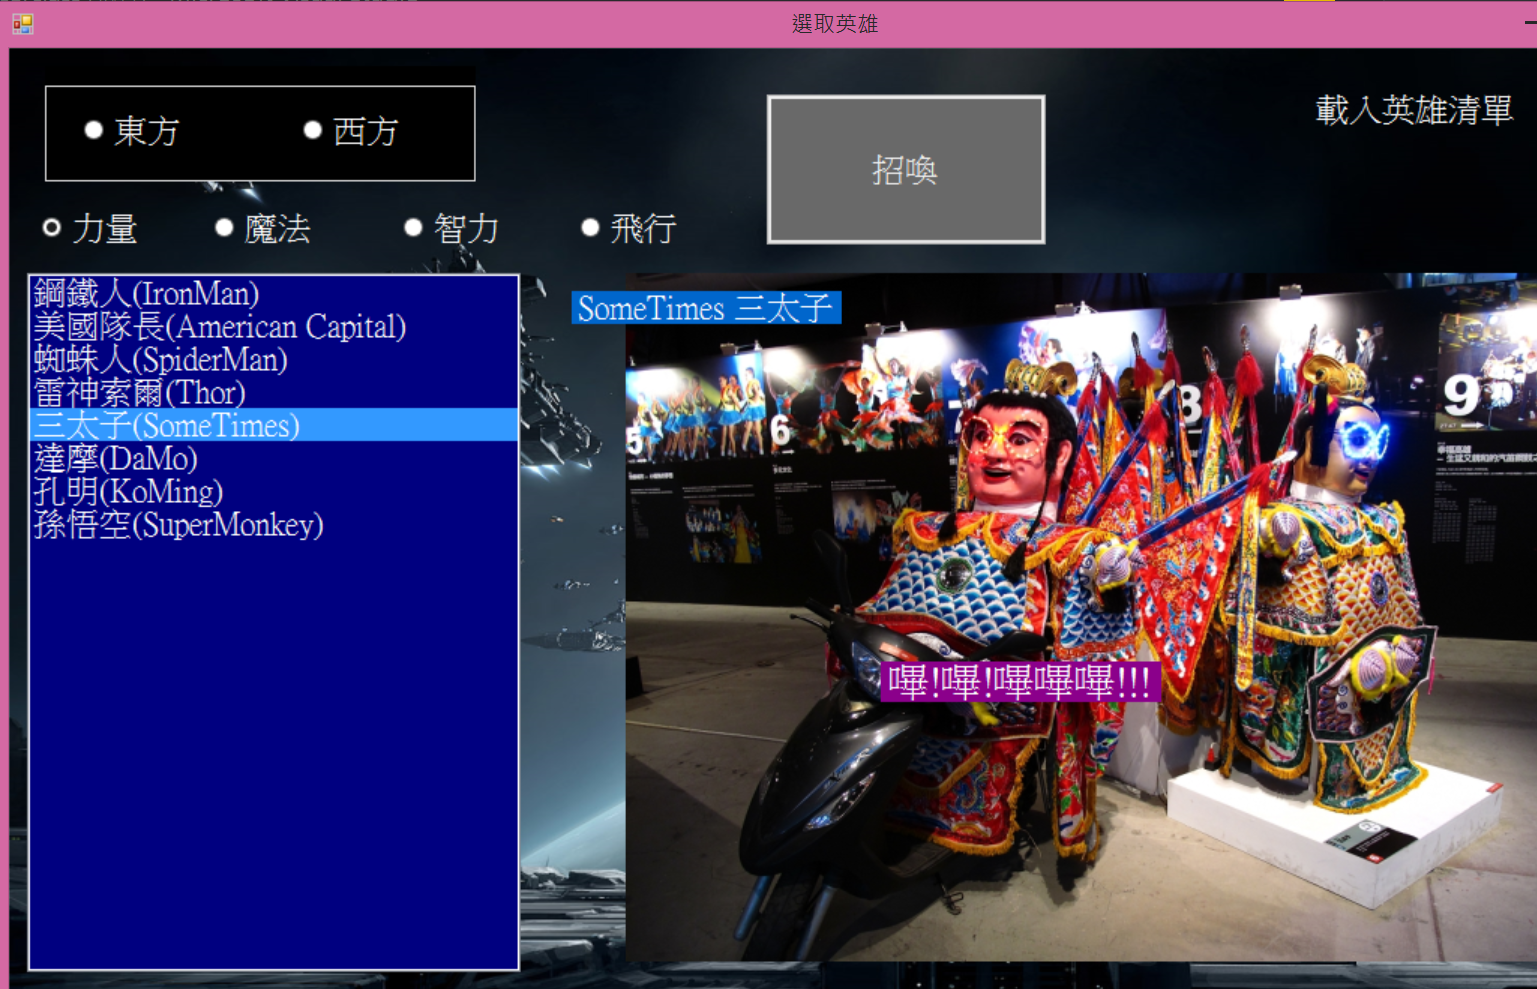 選取英雄
東方 西方
招喚
載入英雄清單
力量 魔法 智力 飛行
鋼鐵人(IronMan)
美國隊長(American Capital)
蜘蛛人(SpiderMan)
雷神索爾(Thor)
三太子(SomeTimes)
達摩(DaMo)
孔明(KoMing)
孫悟空(SuperMonkey)
SomeTimes 三太子
5
6
7
8
9
嗶!嗶!嗶嗶嗶!!!